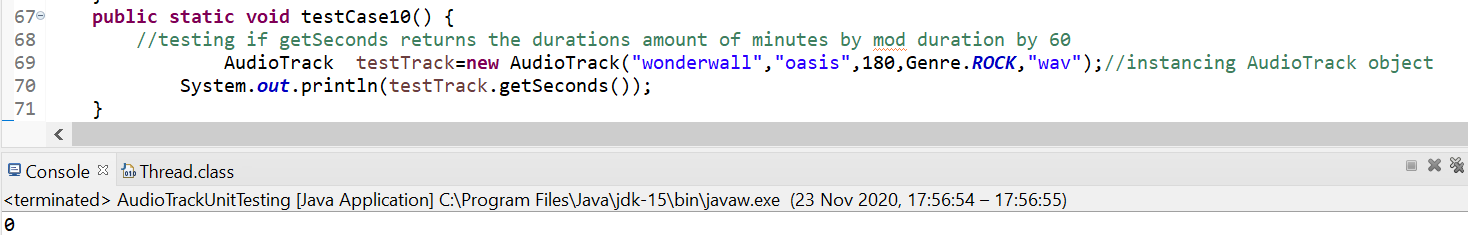 67 public static void testCase10() {
68 //testing if getSeconds returns the durations amount of minutes by mod duration by 60
69 AudioTrack testTrack=new AudioTrack("wonderwall","oasis",180,Genre.ROCK,"wav");//instancing AudioTrack object
70 System.out.println(testTrack.getSeconds());
71 }
Console Thread.class
<terminated> AudioTrackUnitTesting [Java Application] C:\Program Files\Java\jdk-15\bin\javaw.exe (23 Nov 2020, 17:56:54 – 17:56:55)
0